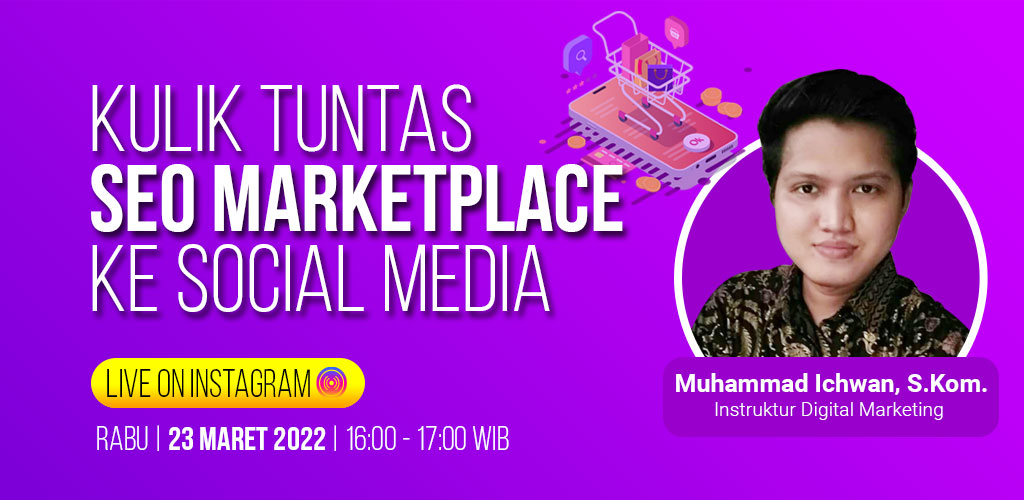 KULIK TUNTAS
SEO MARKETPLACE
KE SOCIAL MEDIA
LIVE ON INSTAGRAM
RABU | 23 MARET 2022 | 16:00 - 17:00 WIB
Ok
Muhammad Ichwan, S.Kom.
Instruktur Digital Marketing